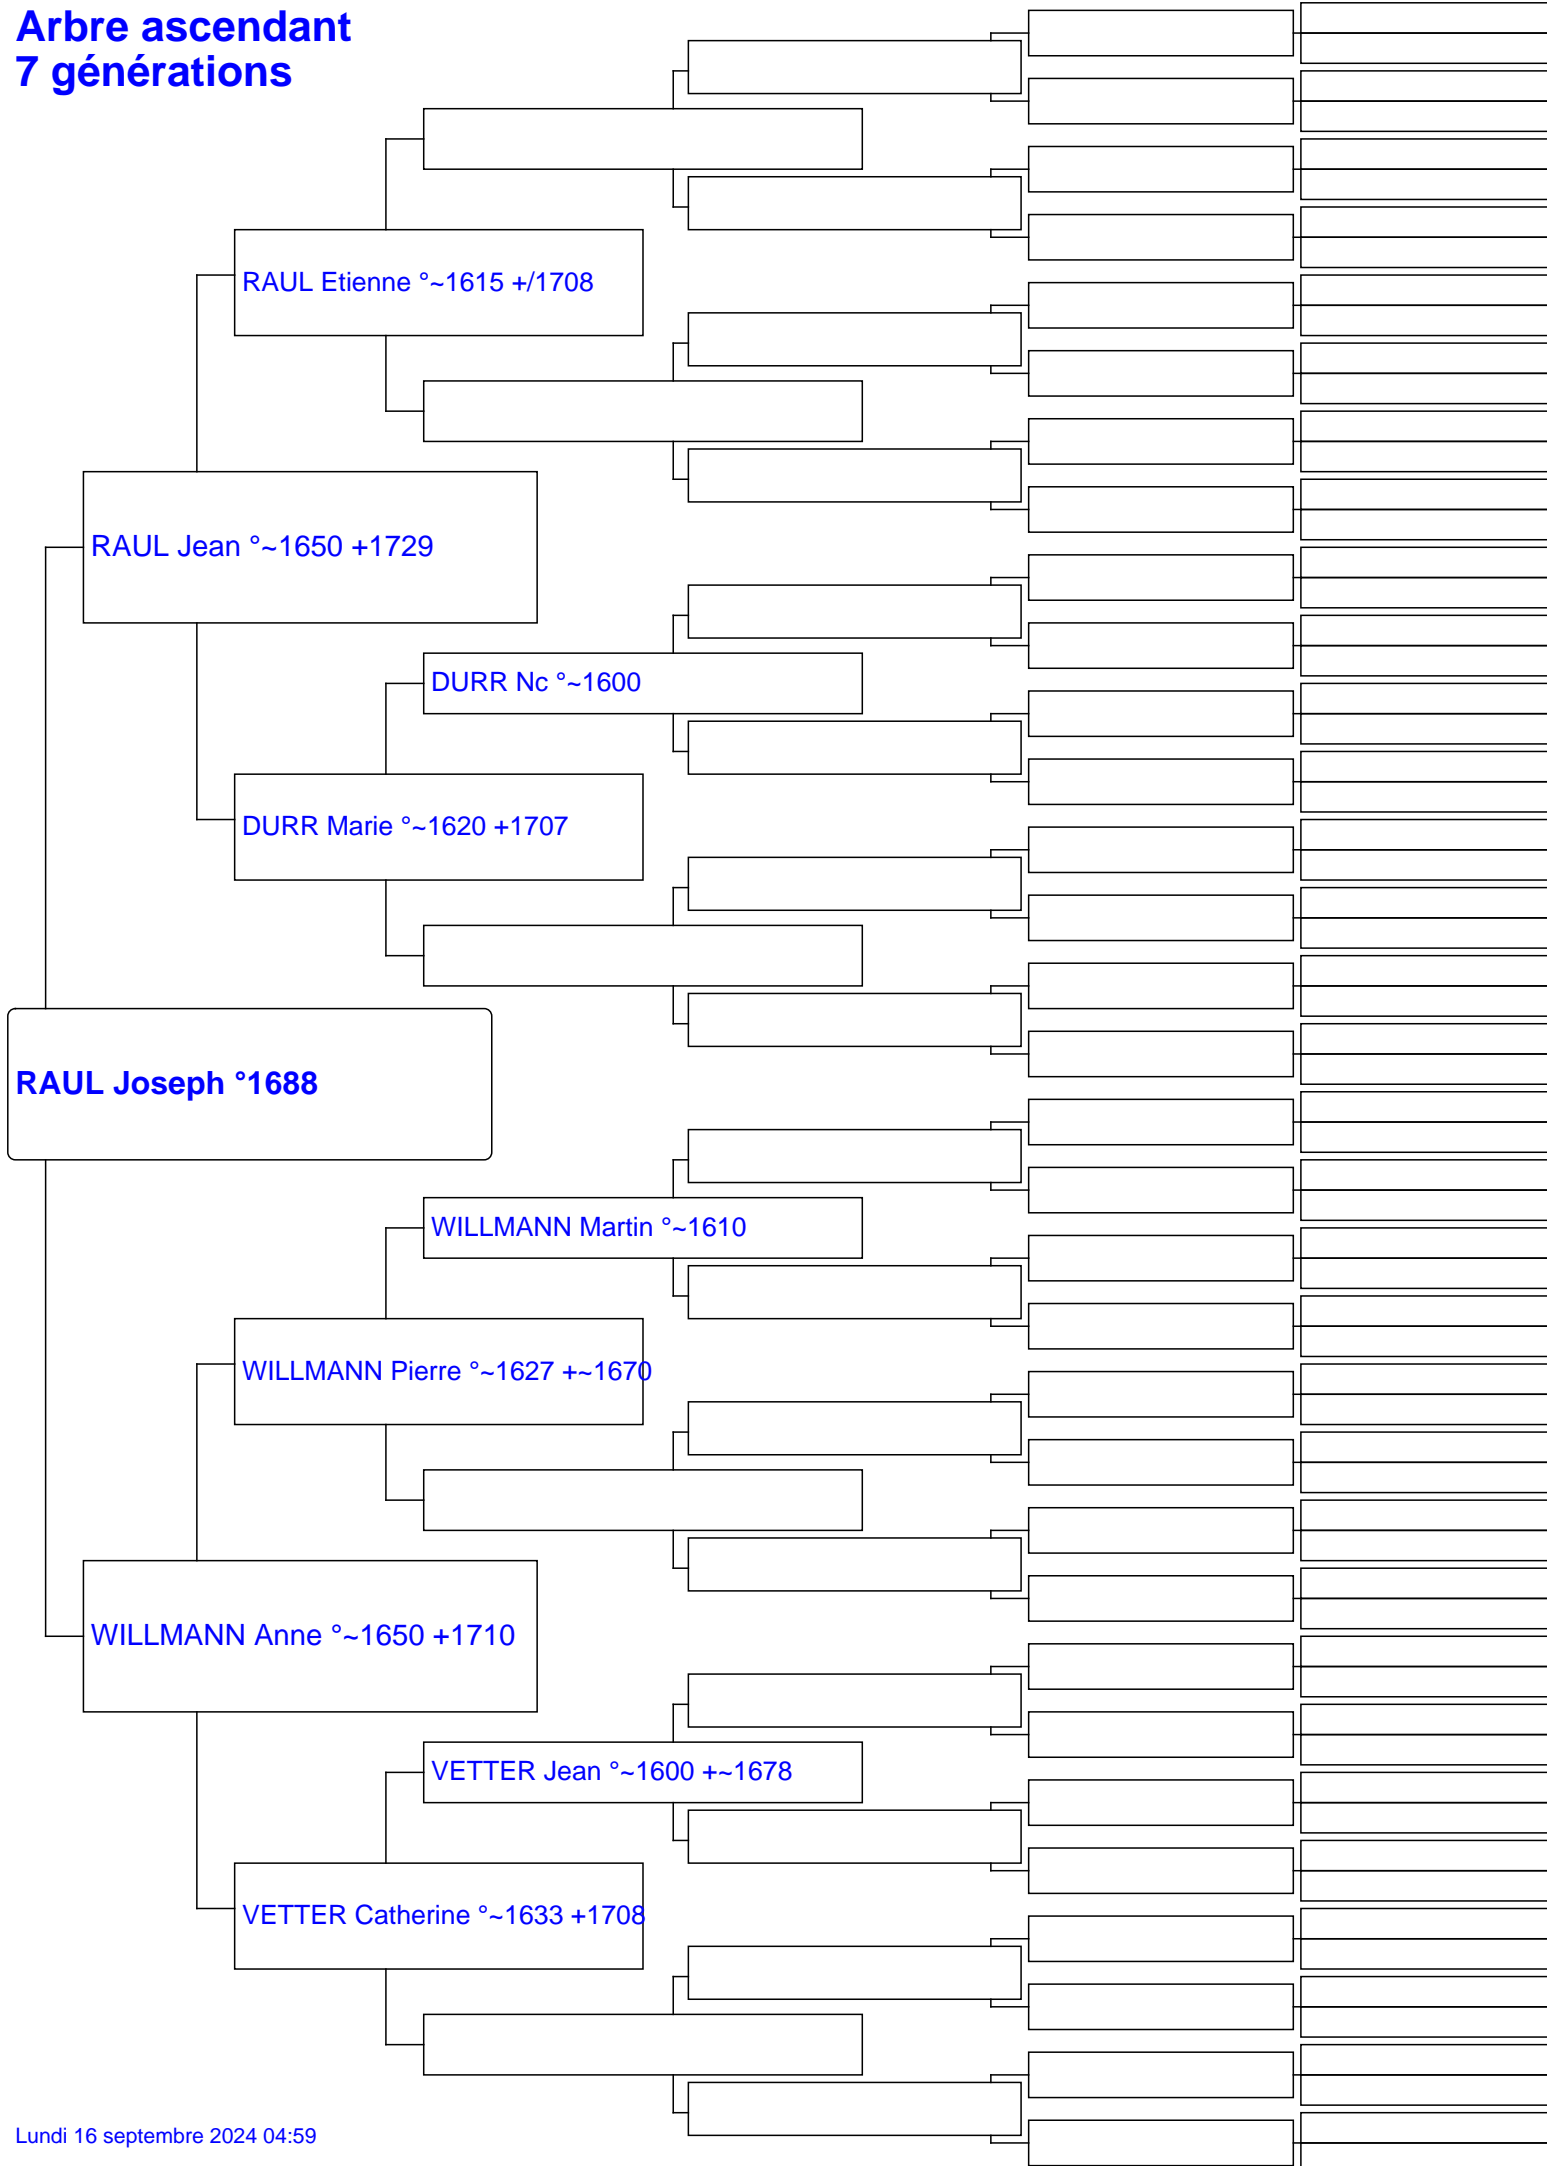 Arbre ascendant
7 générations
RAUL Etienne °~1615 +/1708
RAUL Jean °~1650 +1729
DURR Nc °~1600
DURR Marie °~1620 +1707
RAUL Joseph °1688
WILLMANN Martin °~1610
WILLMANN Pierre °~1627 +~1670
WILLMANN Anne °~1650 +1710
VETTER Jean °~1600 +~1678
VETTER Catherine °~1633 +1708
Lundi 16 septembre 2024 04:59